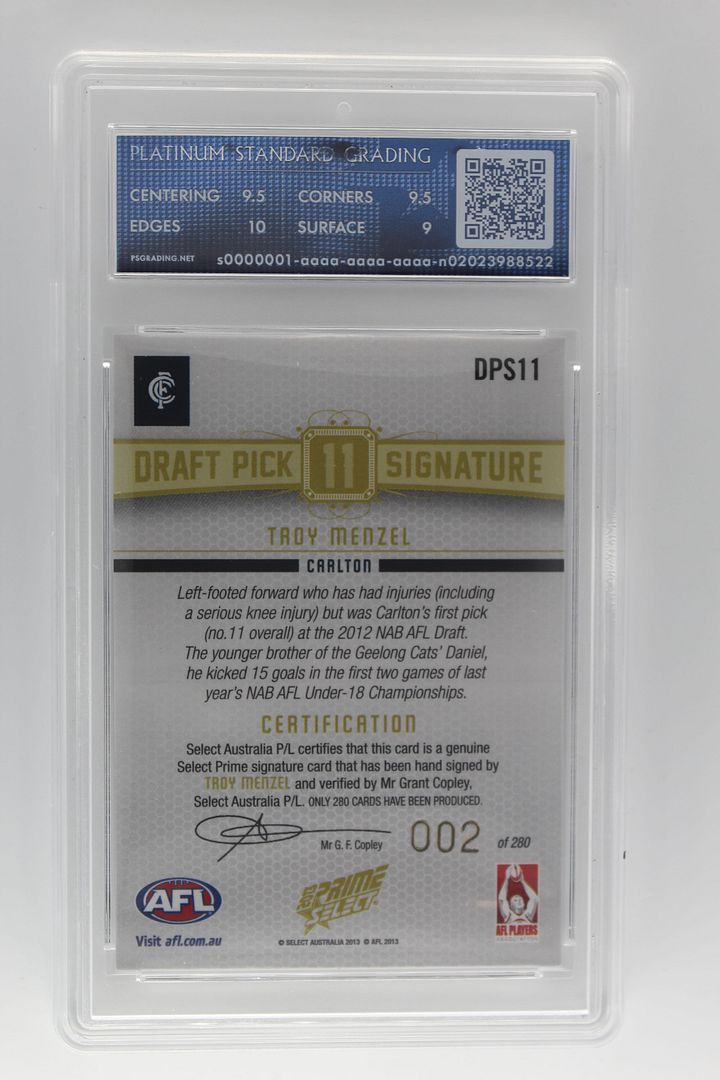 PLATINUM STANDARD GRADING
CENTERING 9.5 CORNERS 9.5
EDGES 10 SURFACE 9
PSGRADING.NET s0000001-aaaa-aaaa-aaaa-n02023988522
CFC
DPS11
DRAFT PICK 11 SIGNATURE
TROY MENZEL
CARLTON
Left-footed forward who has had injuries (including
a serious knee injury) but was Carlton's first pick
(no.11 overall) at the 2012 NAB AFL Draft.
The younger brother of the Geelong Cats' Daniel,
he kicked 15 goals in the first two games of last
year's NAB AFL Under-18 Championships.
CERTIFICATION
Select Australia P/L certifies that this card is a genuine
Select Prime signature card that has been hand signed by
TROY MENZEL and verified by Mr Grant Copley,
Select Australia P/L. ONLY 280 CARDS HAVE BEEN PRODUCED.
Mr G. F. Copley
002 of 280
AFL
Visit afl.com.au
2013 PRIME
SELECT
© SELECT AUSTRALIA 2013 © AFL 2013
AFL PLAYERS
ASSOCIATION